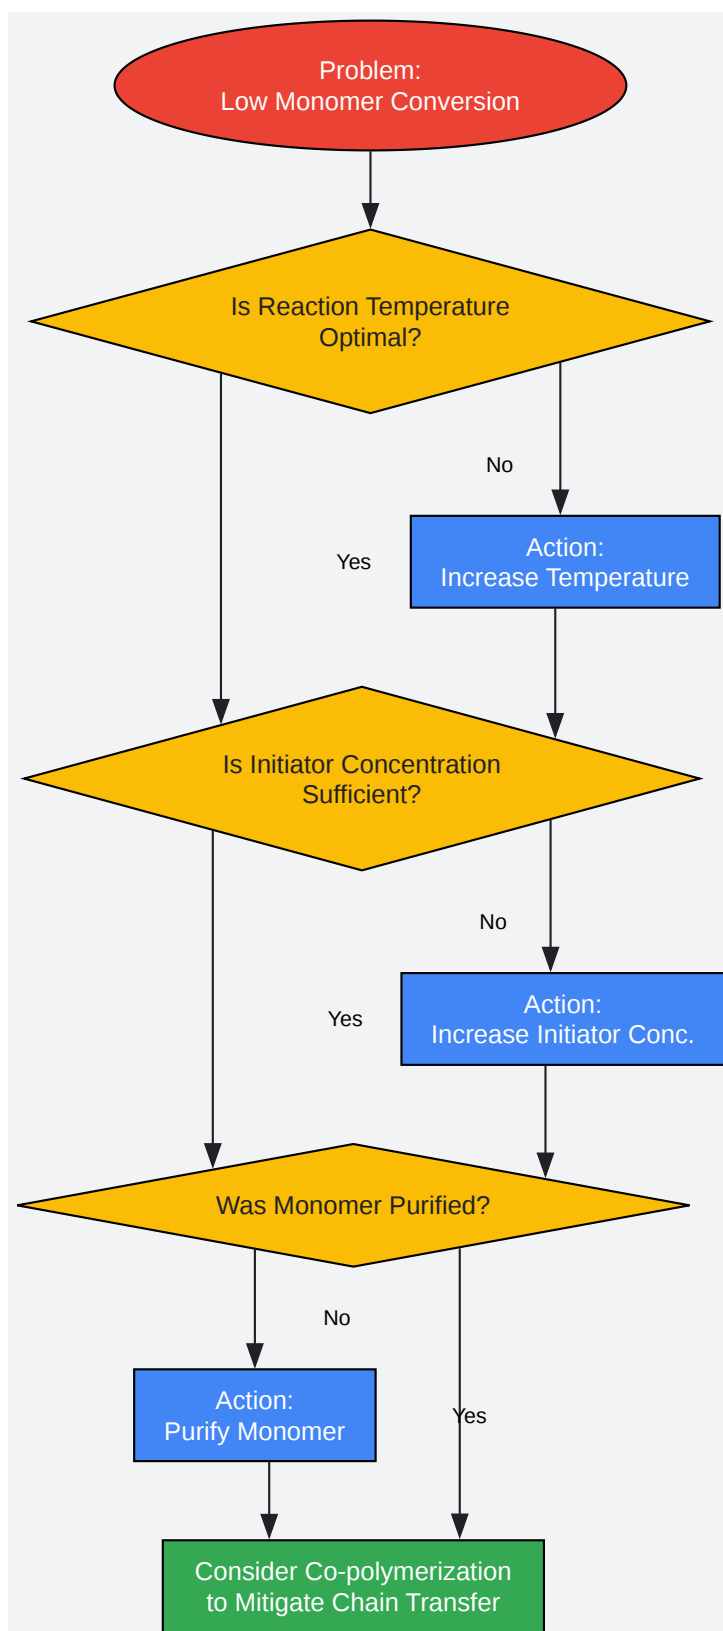 Problem:
Low Monomer Conversion
Is Reaction Temperature
Optimal?
No
Yes
Action:
Increase Temperature
Is Initiator Concentration
Sufficient?
No
Yes
Action:
Increase Initiator Conc.
Was Monomer Purified?
No
Action:
Purify Monomer
Yes
Consider Co-polymerization
to Mitigate Chain Transfer